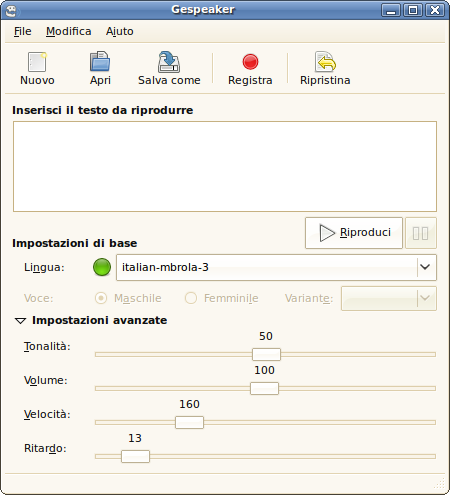 Gespeaker
File Modifica Aiuto
Nuovo Apri Salva come Registra Ripristina
Inserisci il testo da riprodurre
Riproduci
Impostazioni di base
Lingua: italian-mbrola-3
Voce: Maschile Femminile Variante:
Impostazioni avanzate
50
Tonalità:
100
Volume:
160
Velocità:
13
Ritardo: